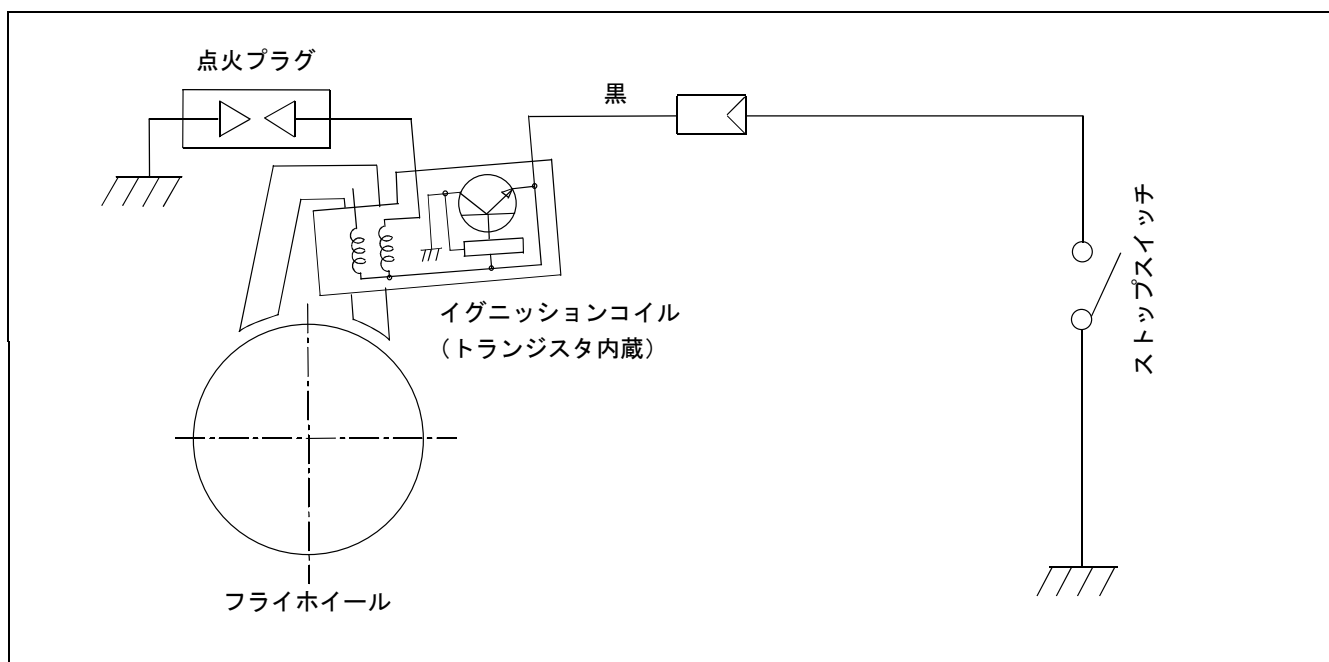 点火プラグ
黒
イグニッションコイル
（トランジスタ内蔵）
ストップスイッチ
フライホイール